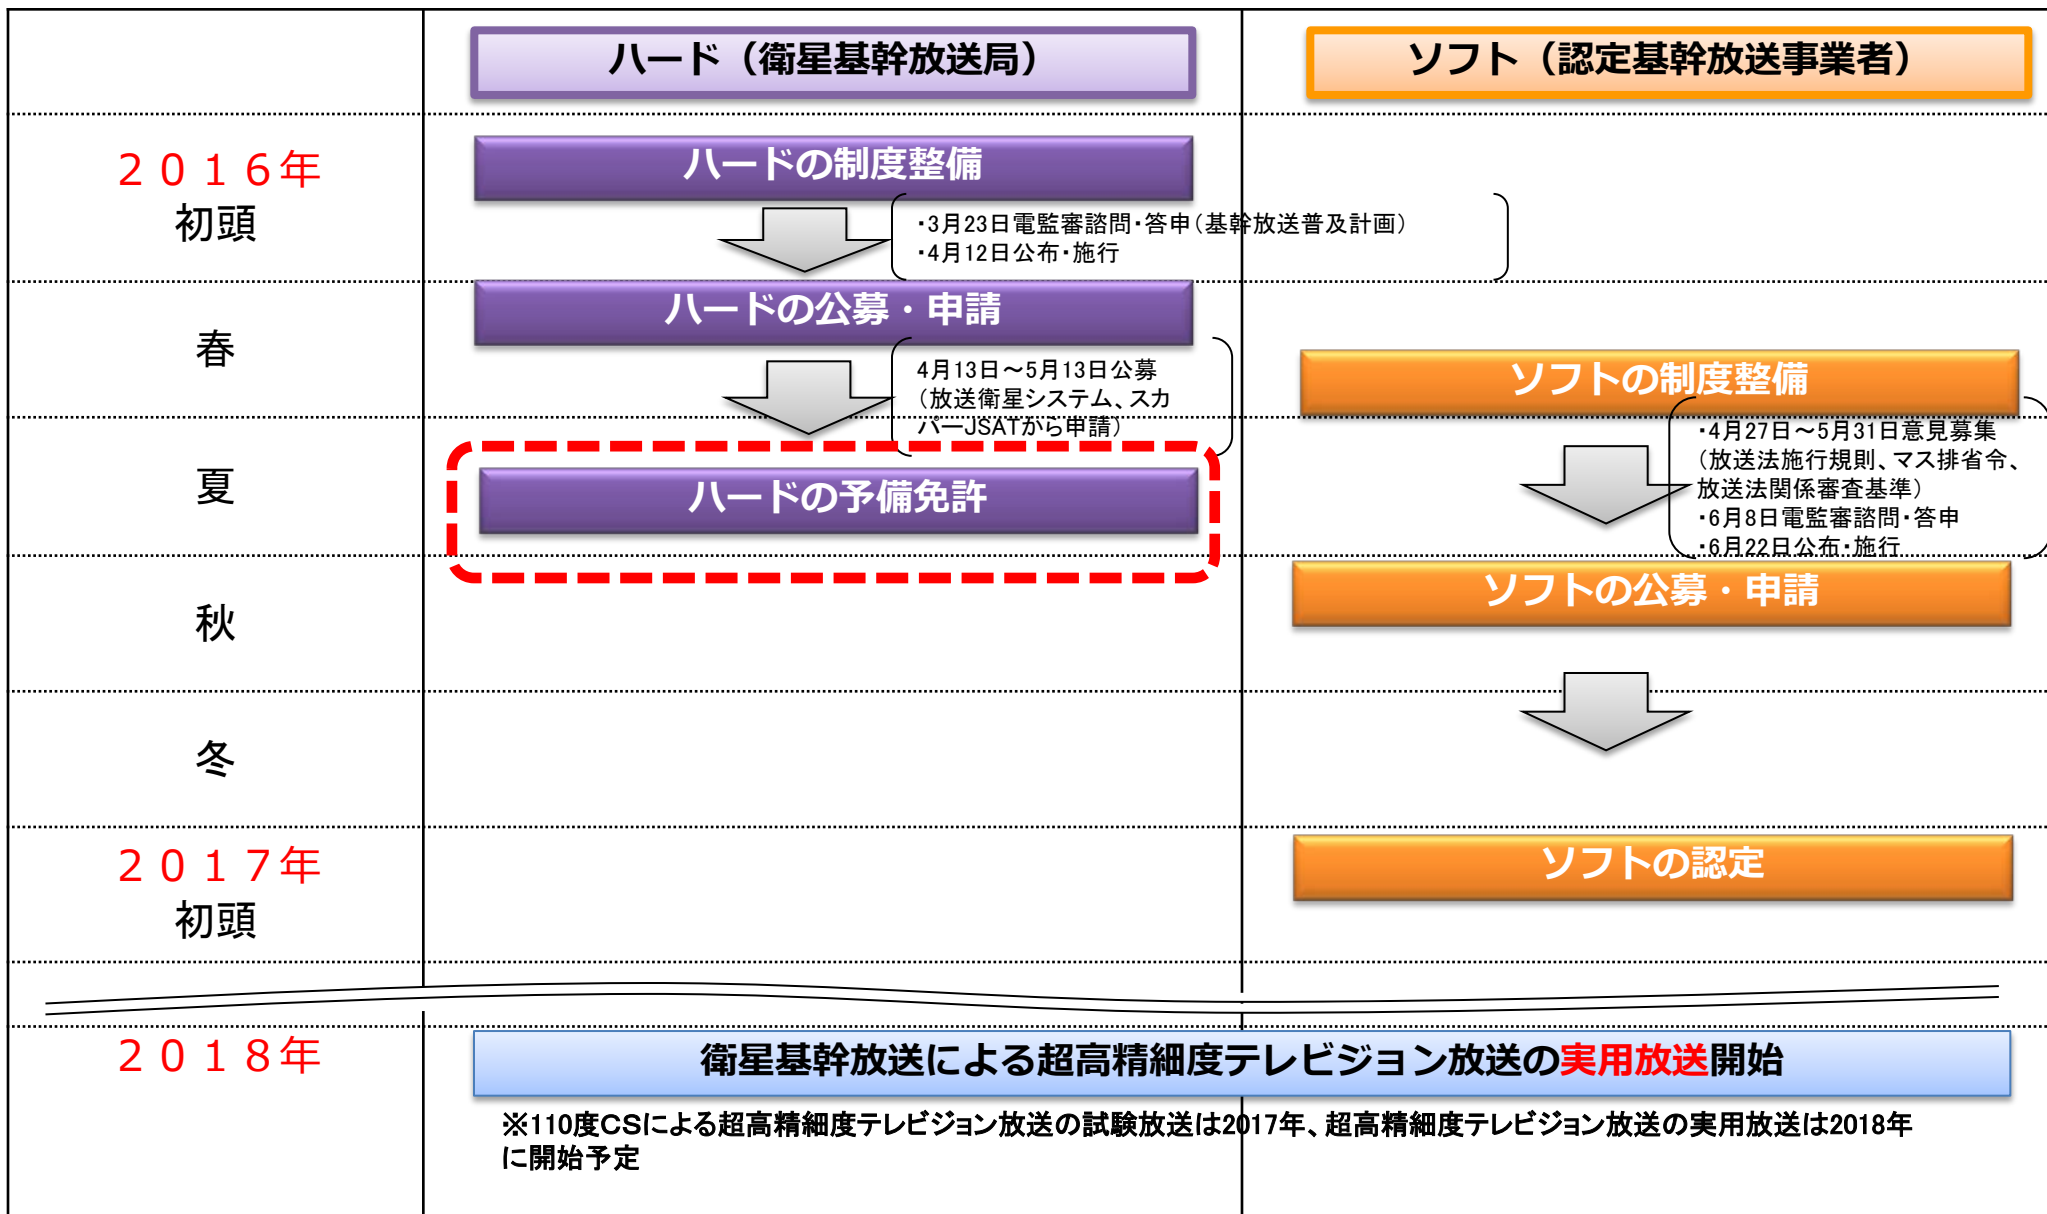 ハード（衛星基幹放送局）
ソフト（認定基幹放送事業者）
２０１６年
初頭
ハードの制度整備
・3月23日電監審諮問・答申（基幹放送普及計画）
・4月12日公布・施行
春
ハードの公募・申請
4月13日～5月13日公募
（放送衛星システム、スカ
パーJSATから申請）
ソフトの制度整備
・4月27日～5月31日意見募集
（放送法施行規則、マス排省令、
放送法関係審査基準）
・6月8日電監審諮問・答申
・6月22日公布・施行
夏
ハードの予備免許
秋
ソフトの公募・申請
冬
２０１７年
初頭
ソフトの認定
２０１８年
衛星基幹放送による超高精細度テレビジョン放送の実用放送開始
※110度ＣＳによる超高精細度テレビジョン放送の試験放送は2017年、超高精細度テレビジョン放送の実用放送は2018年
に開始予定